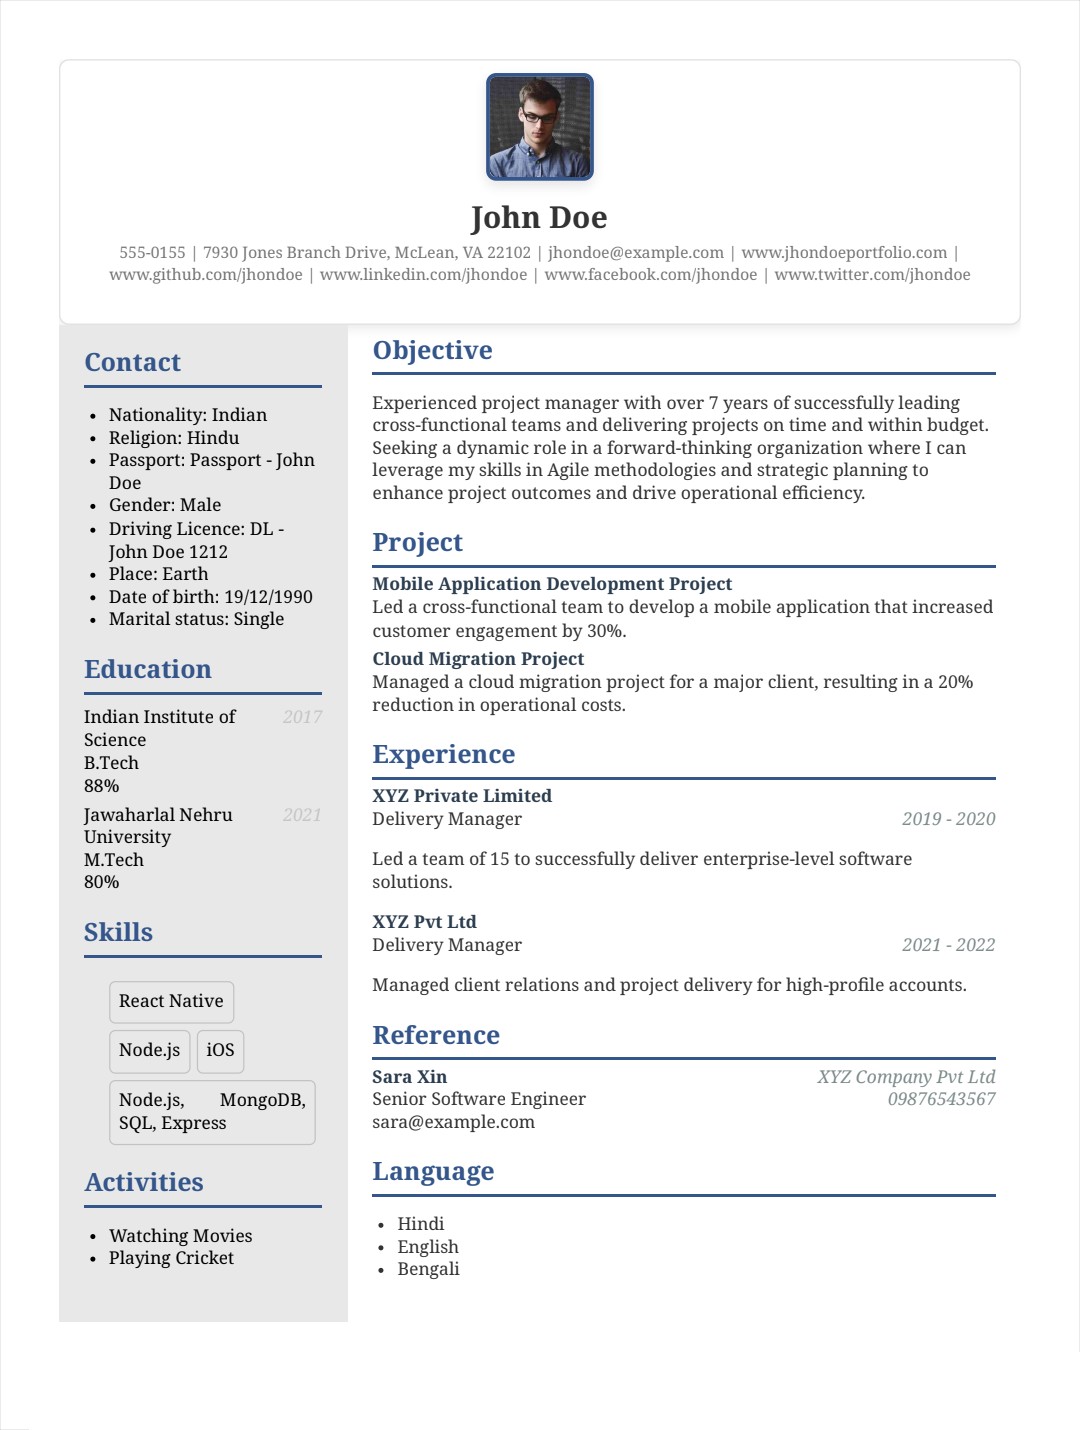 John Doe
555-0155 | 7930 Jones Branch Drive, McLean, VA 22102 | jhondoe@example.com | www.jhondoeportfolio.com |
www.github.com/jhondoe | www.linkedin.com/jhondoe | www.facebook.com/jhondoe | www.twitter.com/jhondoe
Contact
• Nationality: Indian
• Religion: Hindu
• Passport: Passport - John
Doe
• Gender: Male
• Driving Licence: DL -
John Doe 1212
• Place: Earth
• Date of birth: 19/12/1990
• Marital status: Single
Education
Indian Institute of 2017
Science
B.Tech
88%
Jawaharlal Nehru 2021
University
M.Tech
80%
Skills
React Native
Node.js iOS
Node.js, MongoDB,
SQL, Express
Activities
• Watching Movies
• Playing Cricket
Objective
Experienced project manager with over 7 years of successfully leading
cross-functional teams and delivering projects on time and within budget.
Seeking a dynamic role in a forward-thinking organization where I can
leverage my skills in Agile methodologies and strategic planning to
enhance project outcomes and drive operational efficiency.
Project
Mobile Application Development Project
Led a cross-functional team to develop a mobile application that increased
customer engagement by 30%.
Cloud Migration Project
Managed a cloud migration project for a major client, resulting in a 20%
reduction in operational costs.
Experience
XYZ Private Limited
Delivery Manager 2019 - 2020
Led a team of 15 to successfully deliver enterprise-level software
solutions.
XYZ Pvt Ltd
Delivery Manager 2021 - 2022
Managed client relations and project delivery for high-profile accounts.
Reference
Sara Xin XYZ Company Pvt Ltd
Senior Software Engineer 09876543567
sara@example.com
Language
• Hindi
• English
• Bengali